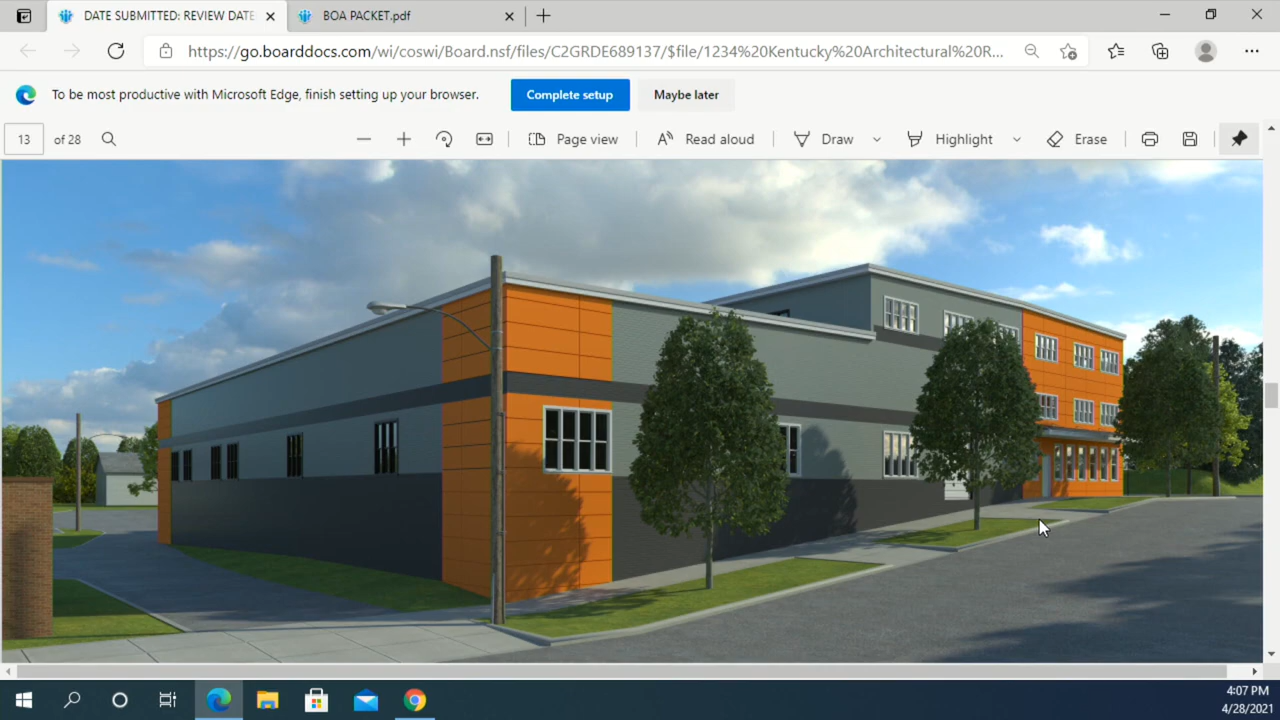 DATE SUBMITTED: REVIEW DATE
BOA PACKET.pdf
https://go.boarddocs.com/wi/coswi/Board.nsf/files/C2GRDE689137/$file/1234%20Kentucky%20Architectural%20R...
To be most productive with Microsoft Edge, finish setting up your browser.
Complete setup
Maybe later
13 of 28
Page view
Read aloud
Draw
Highlight
Erase
4:07 PM
4/28/2021